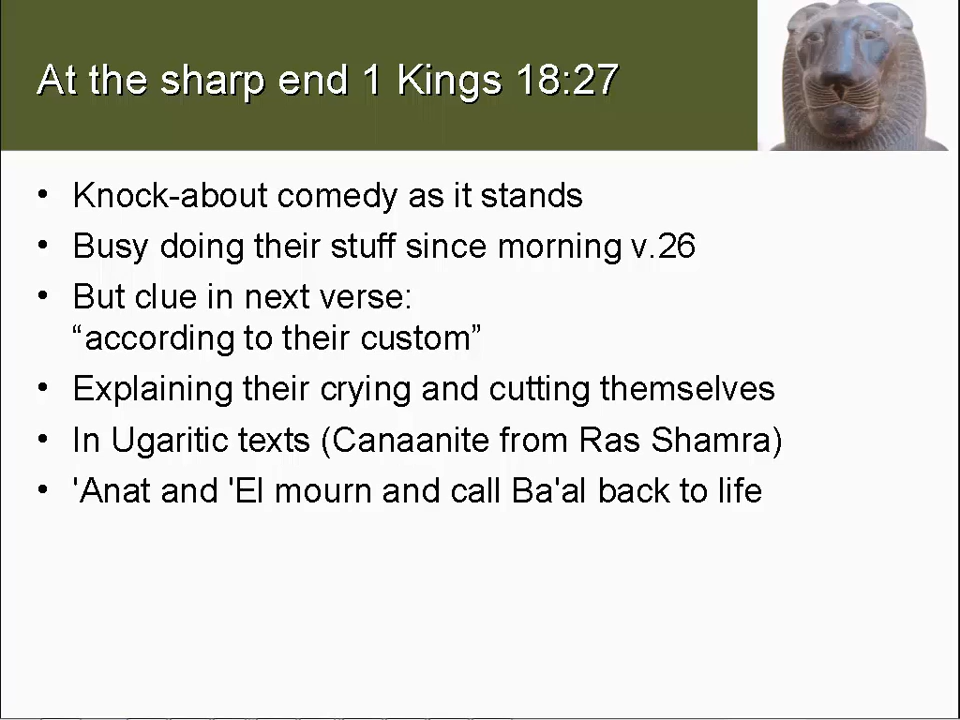 At the sharp end 1 Kings 18:27
• Knock-about comedy as it stands
• Busy doing their stuff since morning v.26
• But clue in next verse:
“according to their custom”
• Explaining their crying and cutting themselves
• In Ugaritic texts (Canaanite from Ras Shamra)
• 'Anat and 'El mourn and call Ba'al back to life